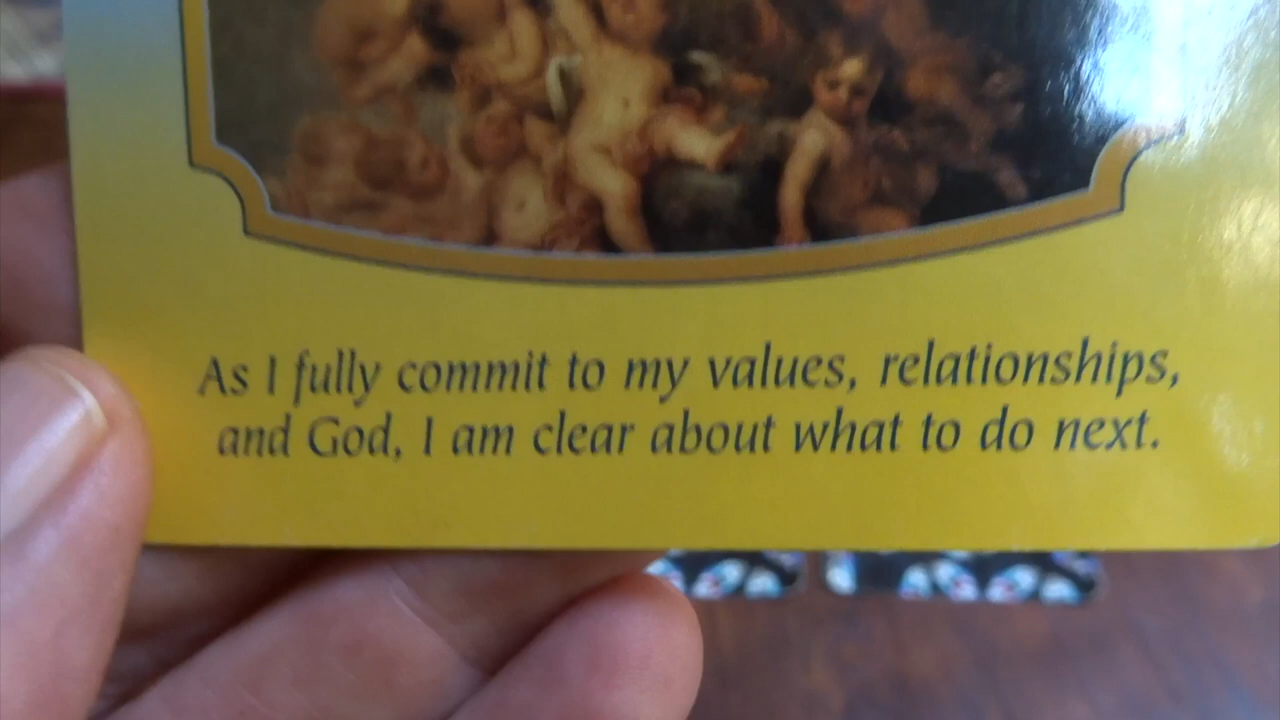 As I fully commit to my values, relationships,
and God, I am clear about what to do next.